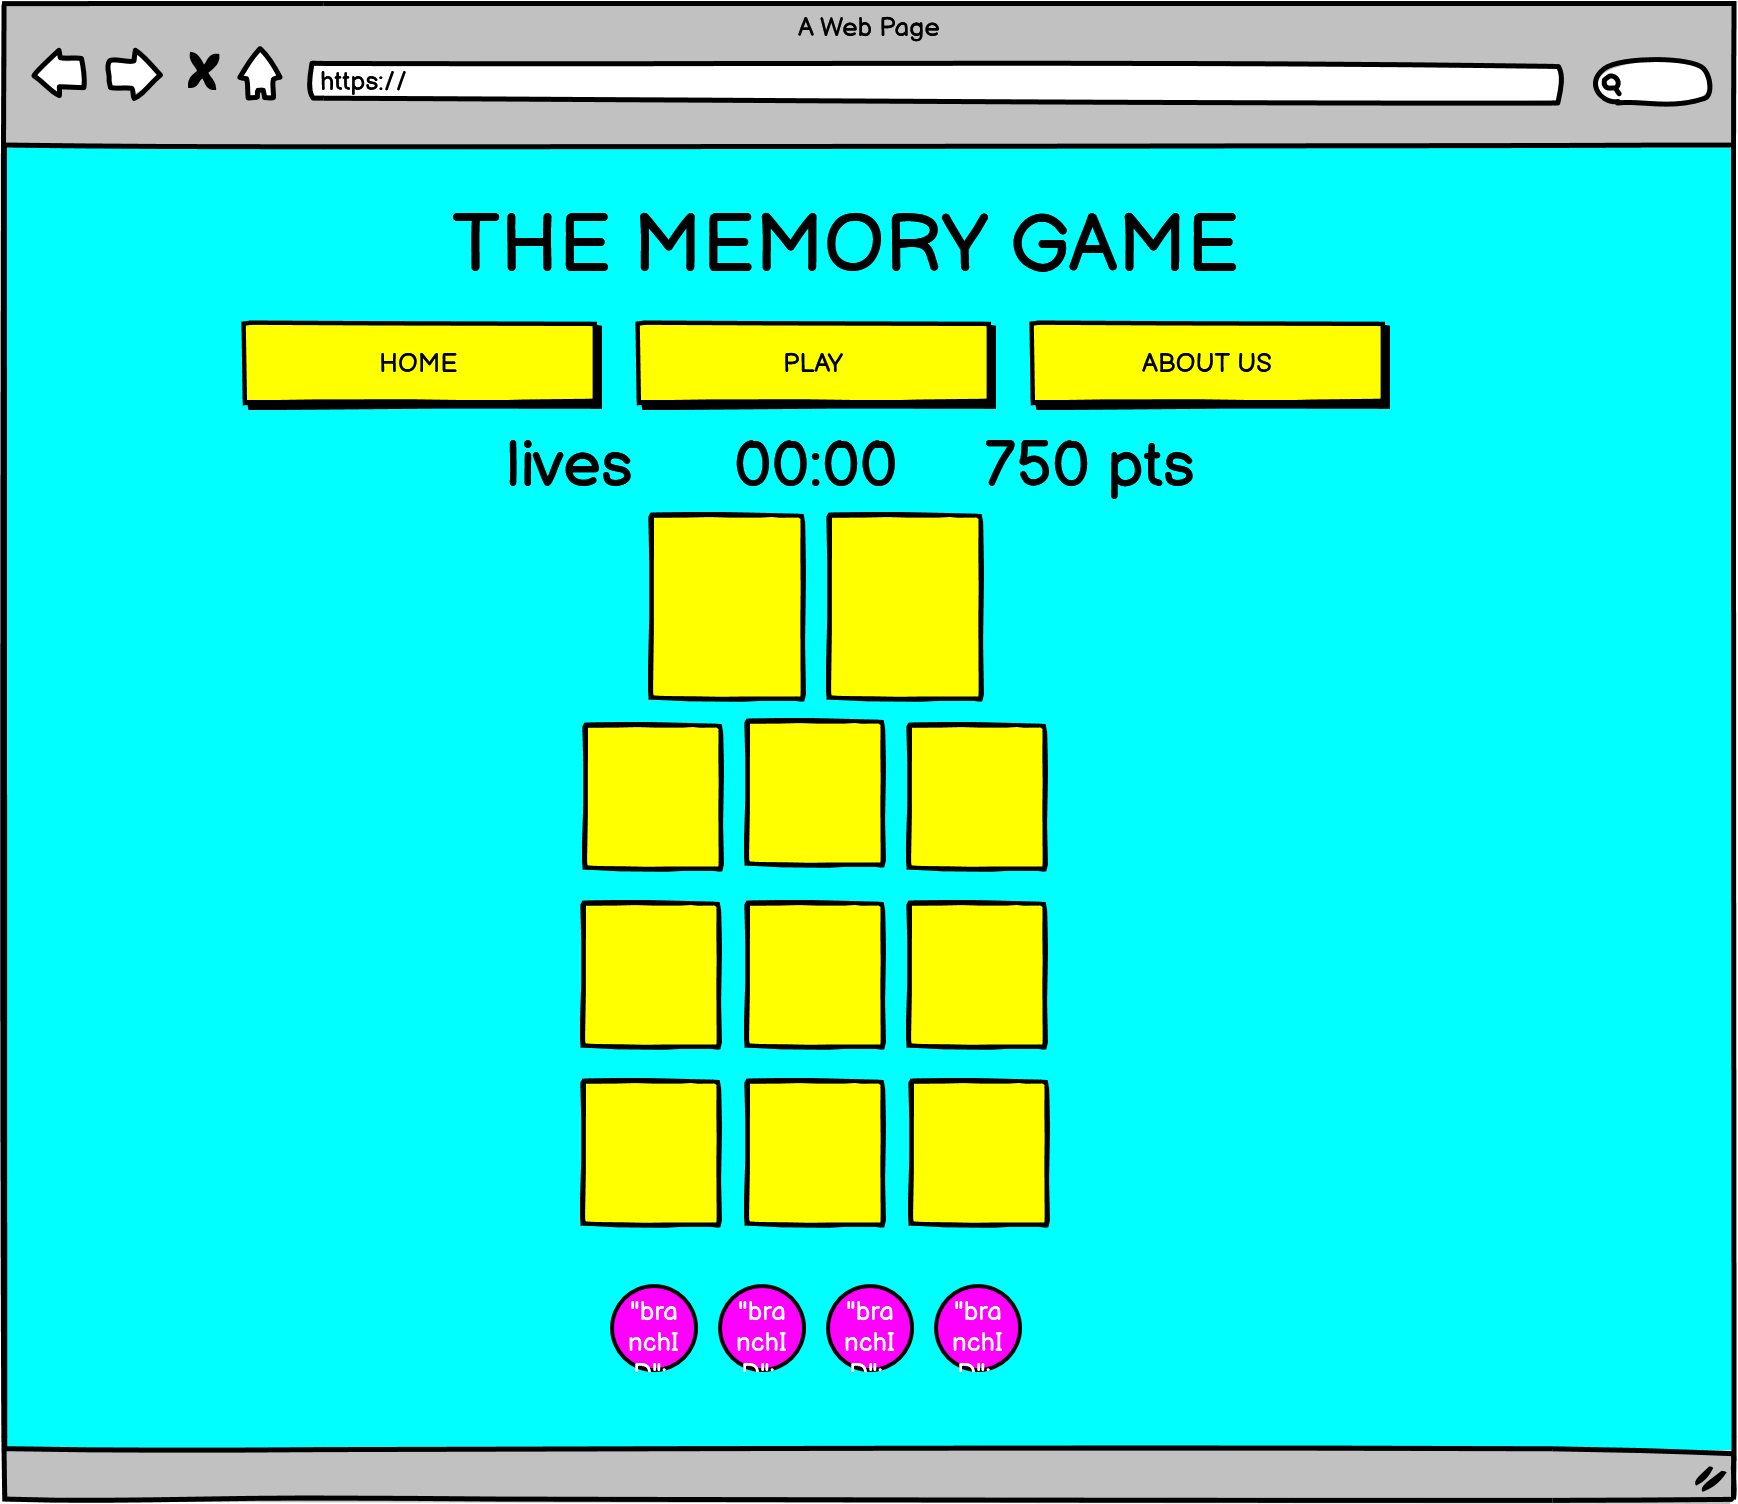 A Web Page
https://
THE MEMORY GAME
HOME
PLAY
ABOUT US
lives
00:00
750 pts
"bra
nchI
D":
"bra
nchI
D":
"bra
nchI
D":
"bra
nchI
D":